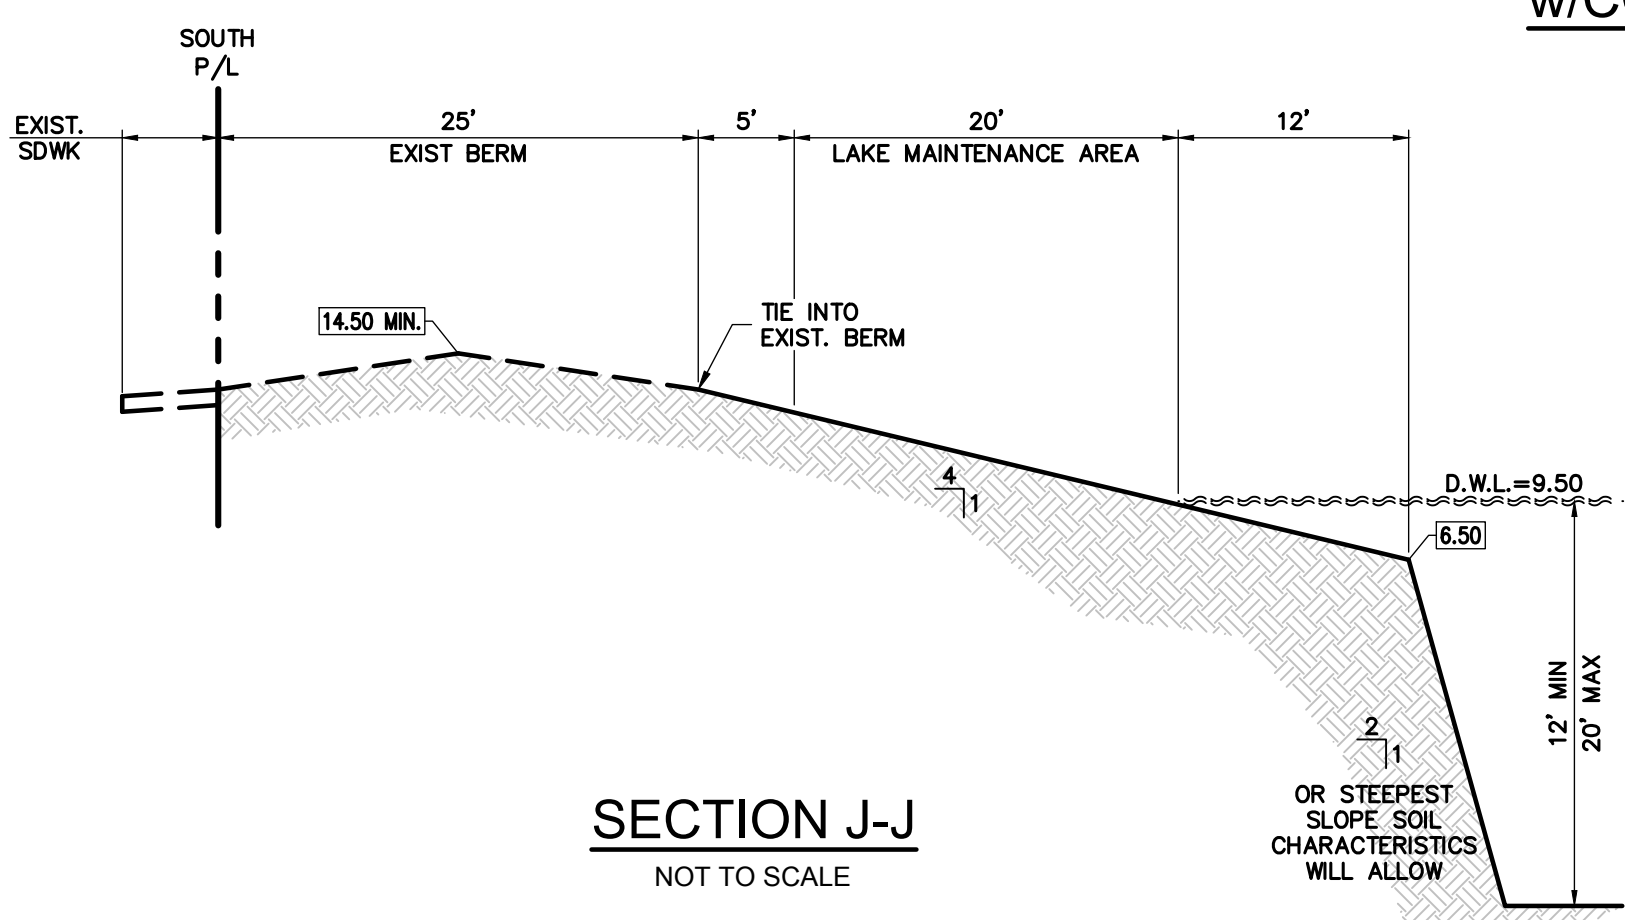 SOUTH
P/L
EXIST.
SDWK
25'
EXIST BERM
5'
20'
LAKE MAINTENANCE AREA
12'
14.50 MIN.
TIE INTO
EXIST. BERM
4
1
D.W.L.=9.50
6.50
12' MIN
20' MAX
2
1
OR STEEPEST
SLOPE SOIL
CHARACTERISTICS
WILL ALLOW
SECTION J-J
NOT TO SCALE